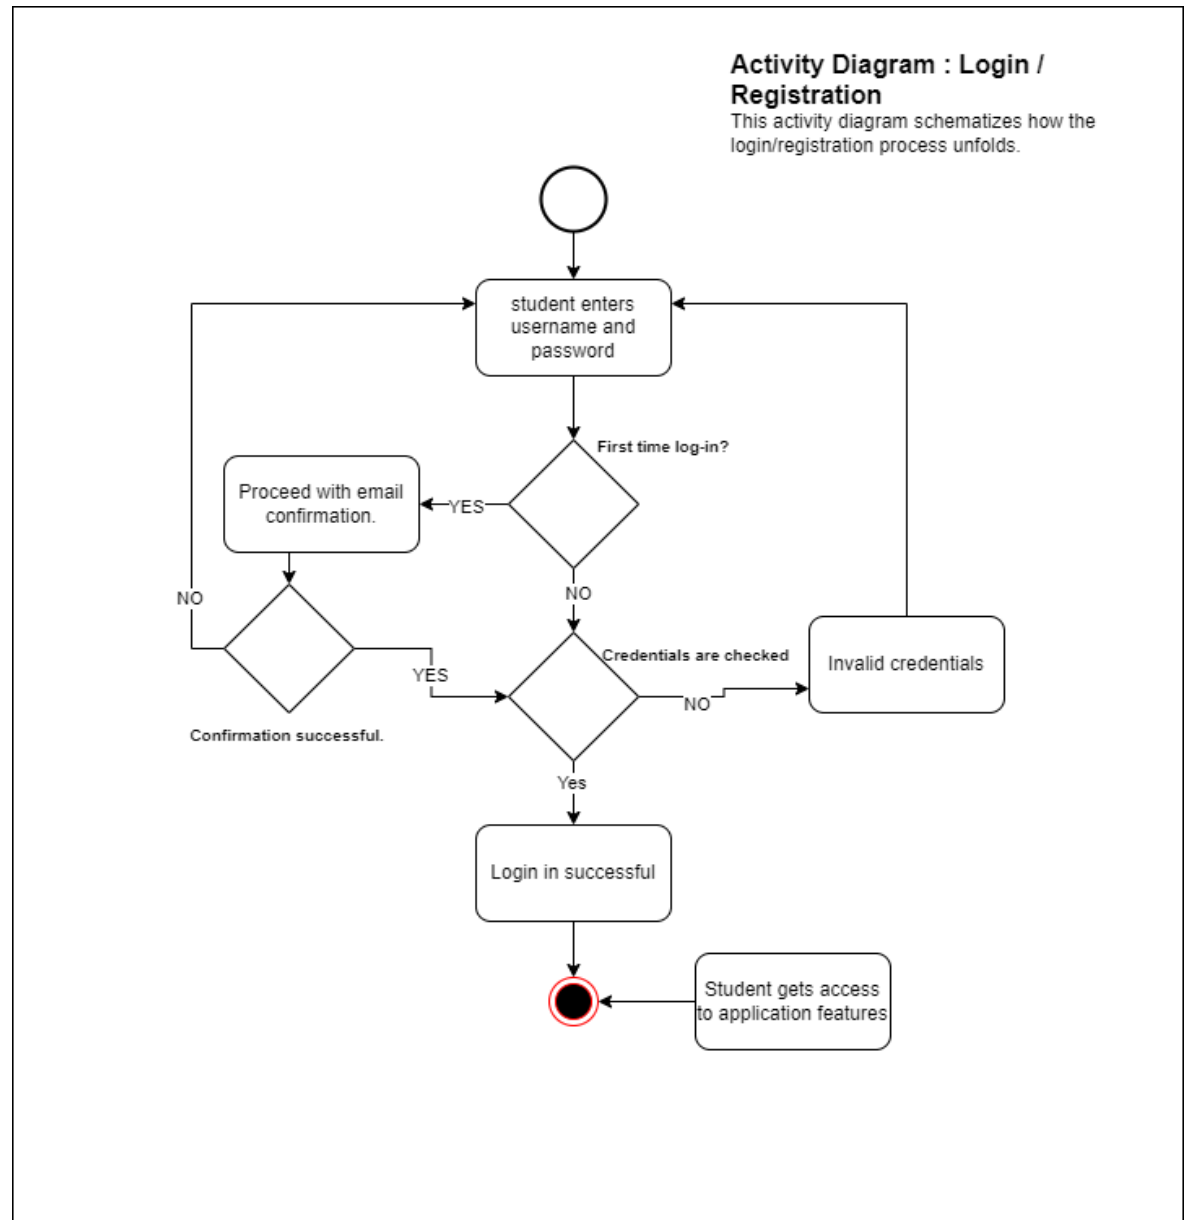 Activity Diagram : Login /
Registration
This activity diagram schematizes how the
login/registration process unfolds.
student enters
username and
password
First time log-in?
Proceed with email
confirmation.
YES
NO
NO
Credentials are checked
Invalid credentials
YES
NO
Confirmation successful.
Yes
Login in successful
Student gets access
to application features